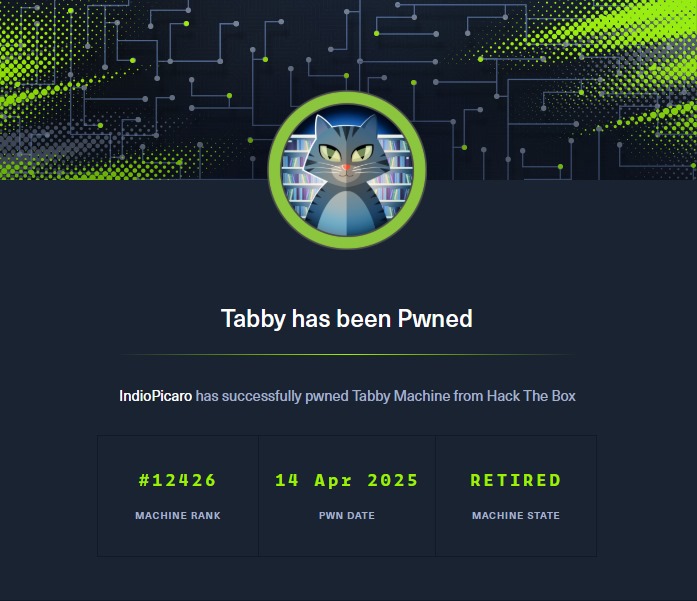 Tabby has been Pwned
IndioPicaro has successfully pwned Tabby Machine from Hack The Box
#12426
MACHINE RANK
14 Apr 2025
PWN DATE
RETIRED
MACHINE STATE